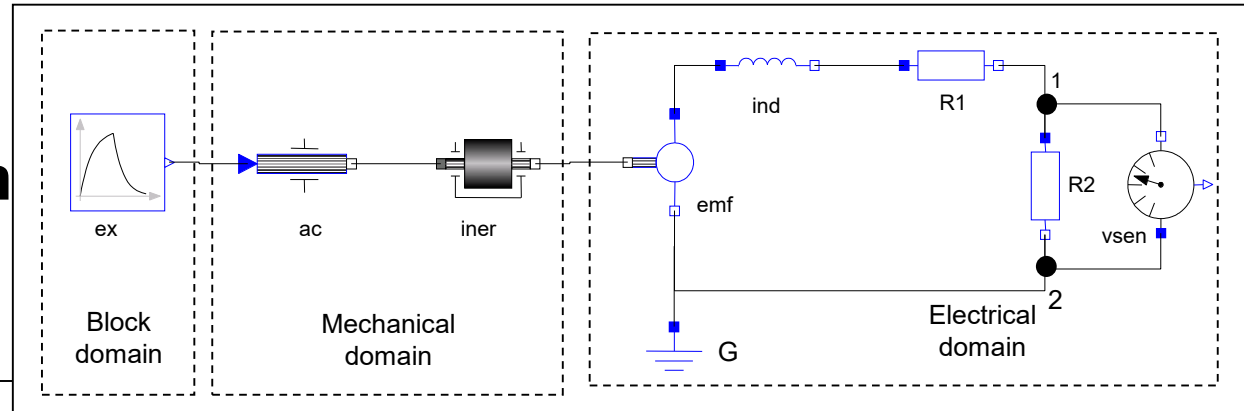 ex
ac
iner
emf
ind
R1
1
R2
vsen
2
G
Block
domain
Mechanical
domain
Electrical
domain